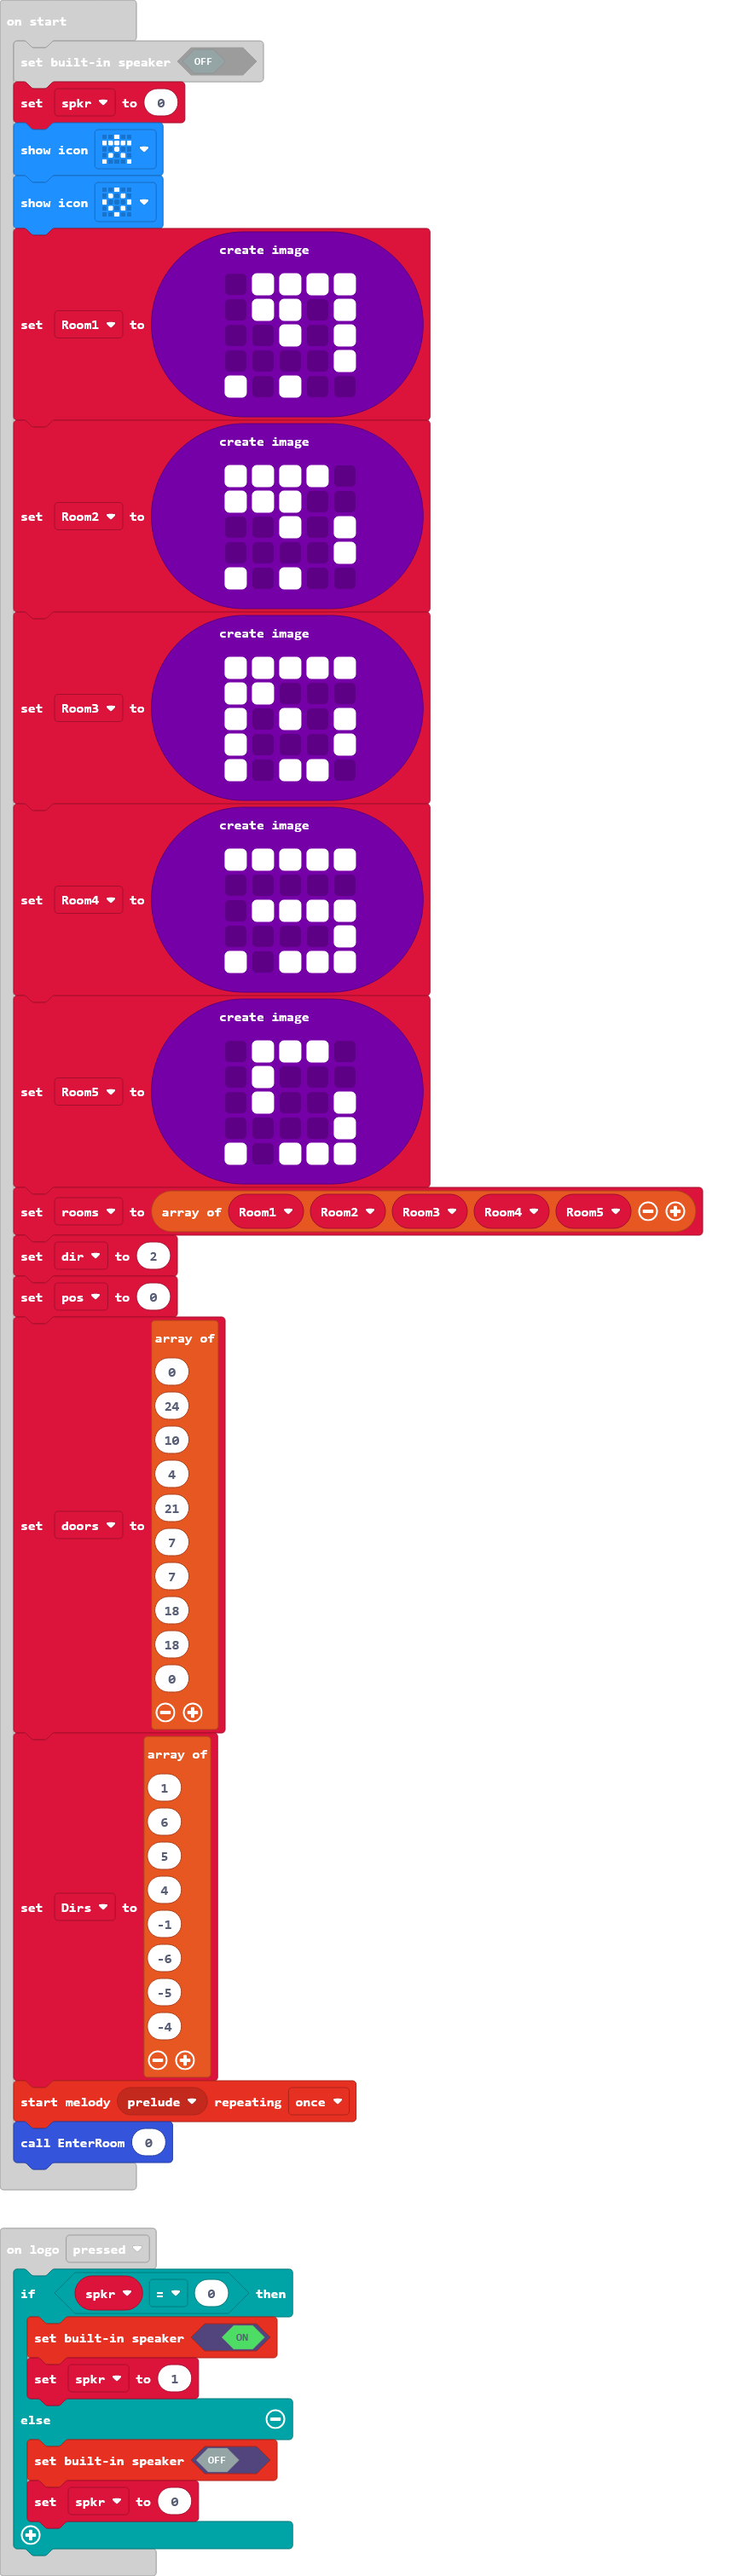 on start
set built-in speaker OFF
set spkr to 0
show icon
show icon
create image
set Room1 to
create image
set Room2 to
create image
set Room3 to
create image
set Room4 to
create image
set Room5 to
set rooms to array of Room1 Room2 Room3 Room4 Room5
set dir to 2
set pos to 0
array of
0
24
10
4
21
set doors to
7
7
18
18
0
array of
1
6
5
4
set Dirs to
-1
-6
-5
-4
start melody prelude repeating once
call EnterRoom 0
on logo pressed
if spkr = 0 then
set built-in speaker ON
set spkr to 1
else
set built-in speaker OFF
set spkr to 0